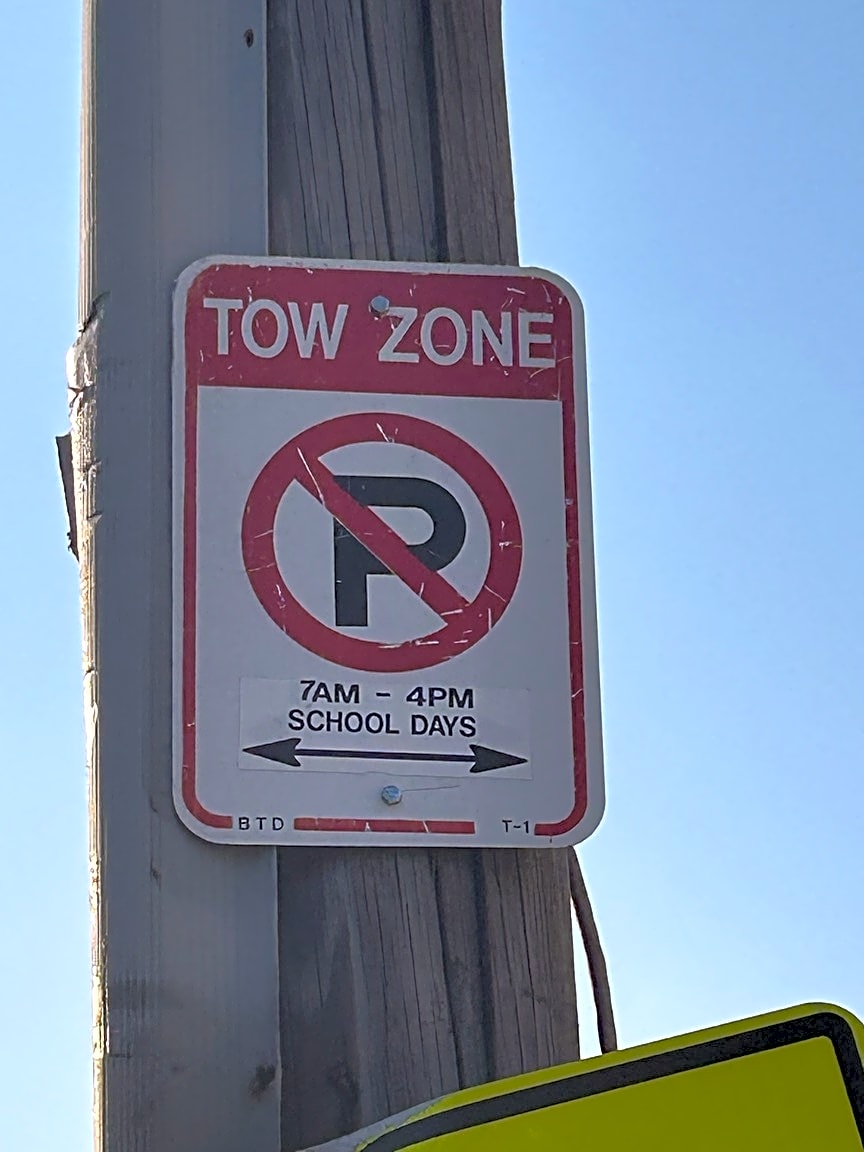 TOW ZONE
P
7AM - 4PM
SCHOOL DAYS
BTD T-1